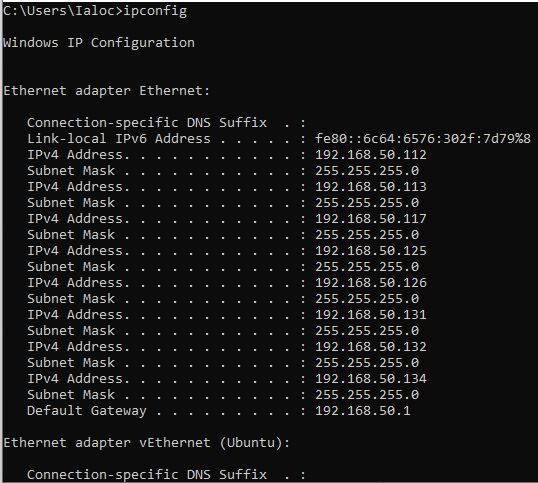 C:\Users\Ialoc>ipconfig
Windows IP Configuration
Ethernet adapter Ethernet:
Connection-specific DNS Suffix  . :
Link-local IPv6 Address . . . . . : fe80::6c64:6576:302f:7d79%8
IPv4 Address. . . . . . . . . . . : 192.168.50.112
Subnet Mask . . . . . . . . . . . : 255.255.255.0
IPv4 Address. . . . . . . . . . . : 192.168.50.113
Subnet Mask . . . . . . . . . . . : 255.255.255.0
IPv4 Address. . . . . . . . . . . : 192.168.50.117
Subnet Mask . . . . . . . . . . . : 255.255.255.0
IPv4 Address. . . . . . . . . . . : 192.168.50.125
Subnet Mask . . . . . . . . . . . : 255.255.255.0
IPv4 Address. . . . . . . . . . . : 192.168.50.126
Subnet Mask . . . . . . . . . . . : 255.255.255.0
IPv4 Address. . . . . . . . . . . : 192.168.50.131
Subnet Mask . . . . . . . . . . . : 255.255.255.0
IPv4 Address. . . . . . . . . . . : 192.168.50.132
Subnet Mask . . . . . . . . . . . : 255.255.255.0
IPv4 Address. . . . . . . . . . . : 192.168.50.134
Subnet Mask . . . . . . . . . . . : 255.255.255.0
Default Gateway . . . . . . . . . : 192.168.50.1
Ethernet adapter vEthernet (Ubuntu):
Connection-specific DNS Suffix  . :